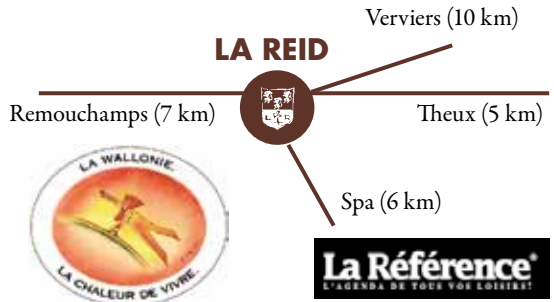 Verviers (10 km)
LA REID
Remouchamps (7 km)
Theux (5 km)
L R
LA WALLONIE.
LA CHALEUR DE VIVRE.
Spa (6 km)
La Référence®
L'AGENDA DE TOUS VOS LOISIRS!